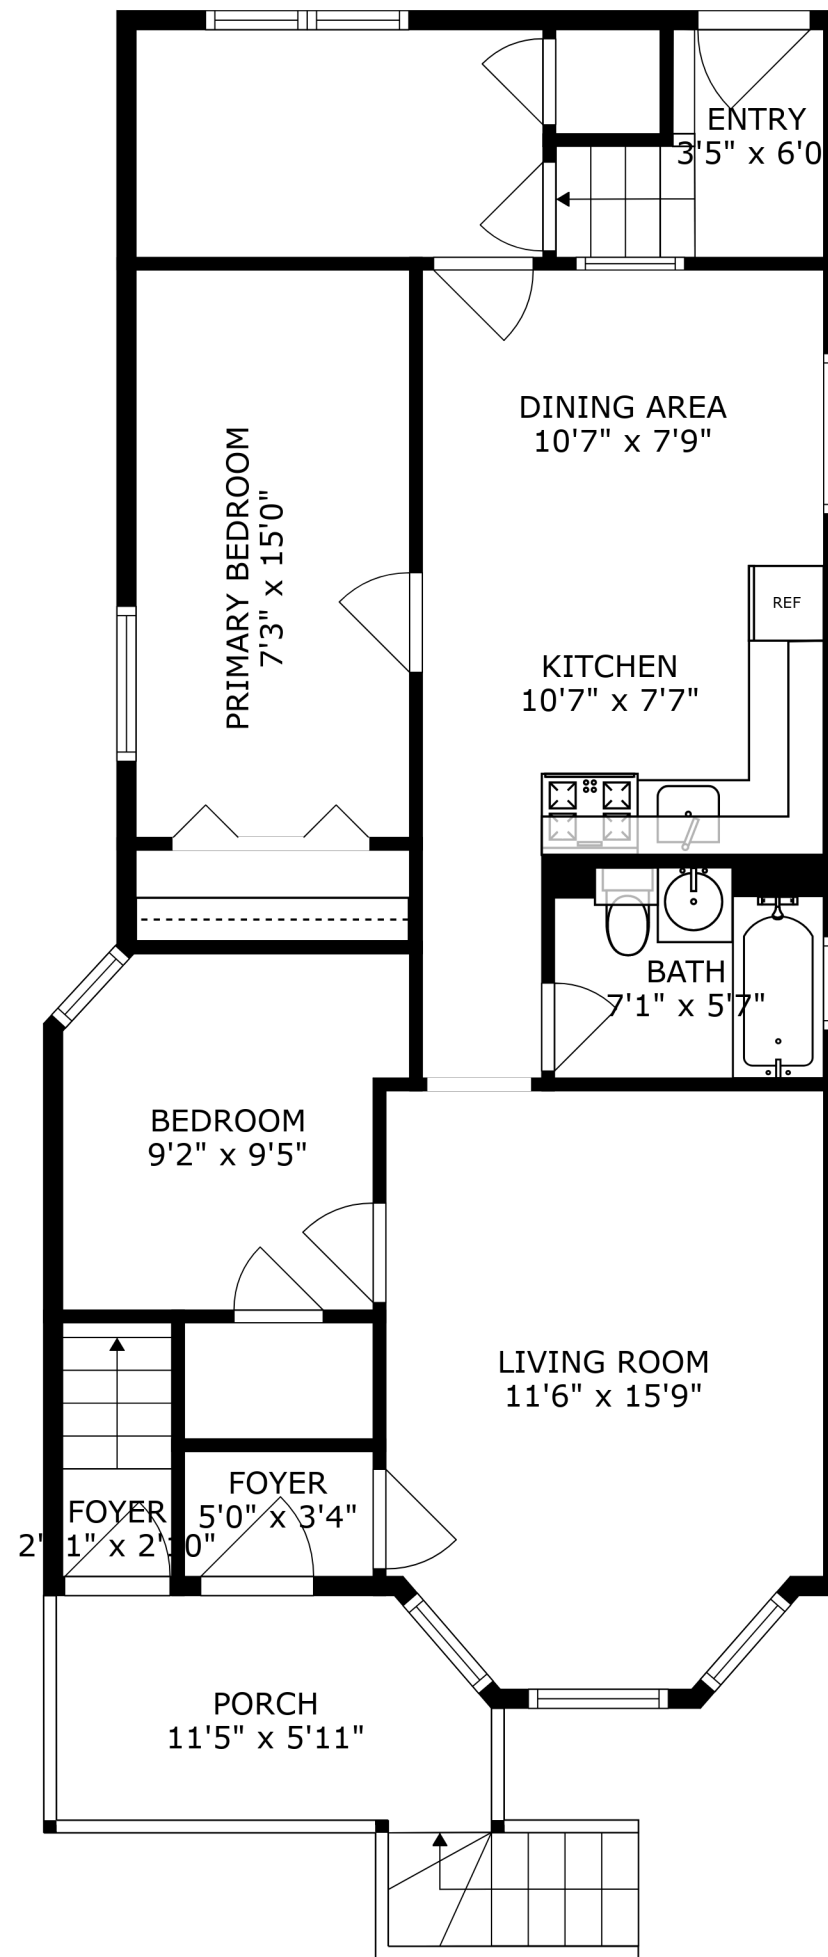 ENTRY
3'5" x 6'0
DINING AREA
10'7" x 7'9"
PRIMARY BEDROOM
7'3" x 15'0"
REF
KITCHEN
10'7" x 7'7"
BATH
7'1" x 5'7"
BEDROOM
9'2" x 9'5"
LIVING ROOM
11'6" x 15'9"
FOYER
5'0" x 3'4"
FOYER
x
PORCH
11'5" x 5'11"